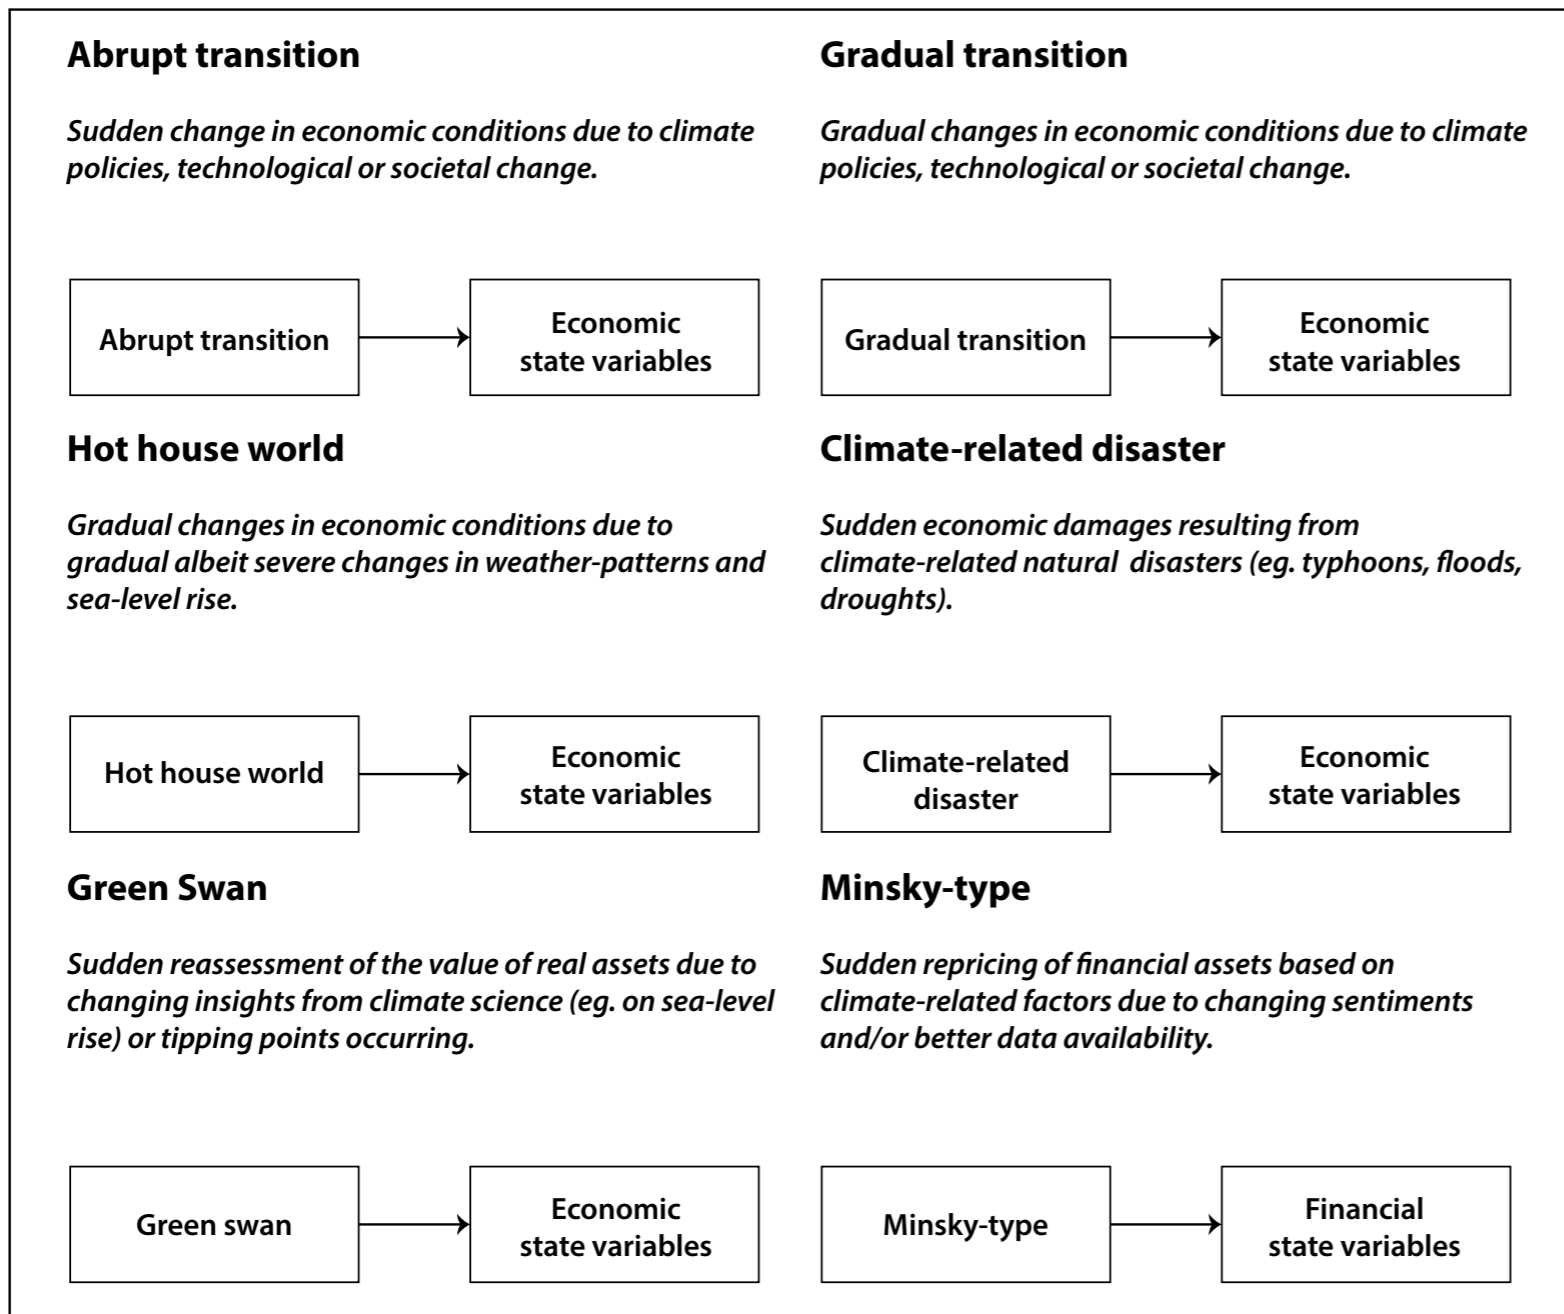 Abrupt transition
Sudden change in economic conditions due to climate
policies, technological or societal change.
Abrupt transition
Economic
state variables
Gradual transition
Gradual changes in economic conditions due to climate
policies, technological or societal change.
Gradual transition
Economic
state variables
Hot house world
Gradual changes in economic conditions due to
gradual albeit severe changes in weather-patterns and
sea-level rise.
Hot house world
Economic
state variables
Climate-related disaster
Sudden economic damages resulting from
climate-related natural disasters (eg. typhoons, floods,
droughts).
Climate-related
disaster
Economic
state variables
Green Swan
Sudden reassessment of the value of real assets due to
changing insights from climate science (eg. on sea-level
rise) or tipping points occurring.
Green swan
Economic
state variables
Minsky-type
Sudden repricing of financial assets based on
climate-related factors due to changing sentiments
and/or better data availability.
Minsky-type
Financial
state variables